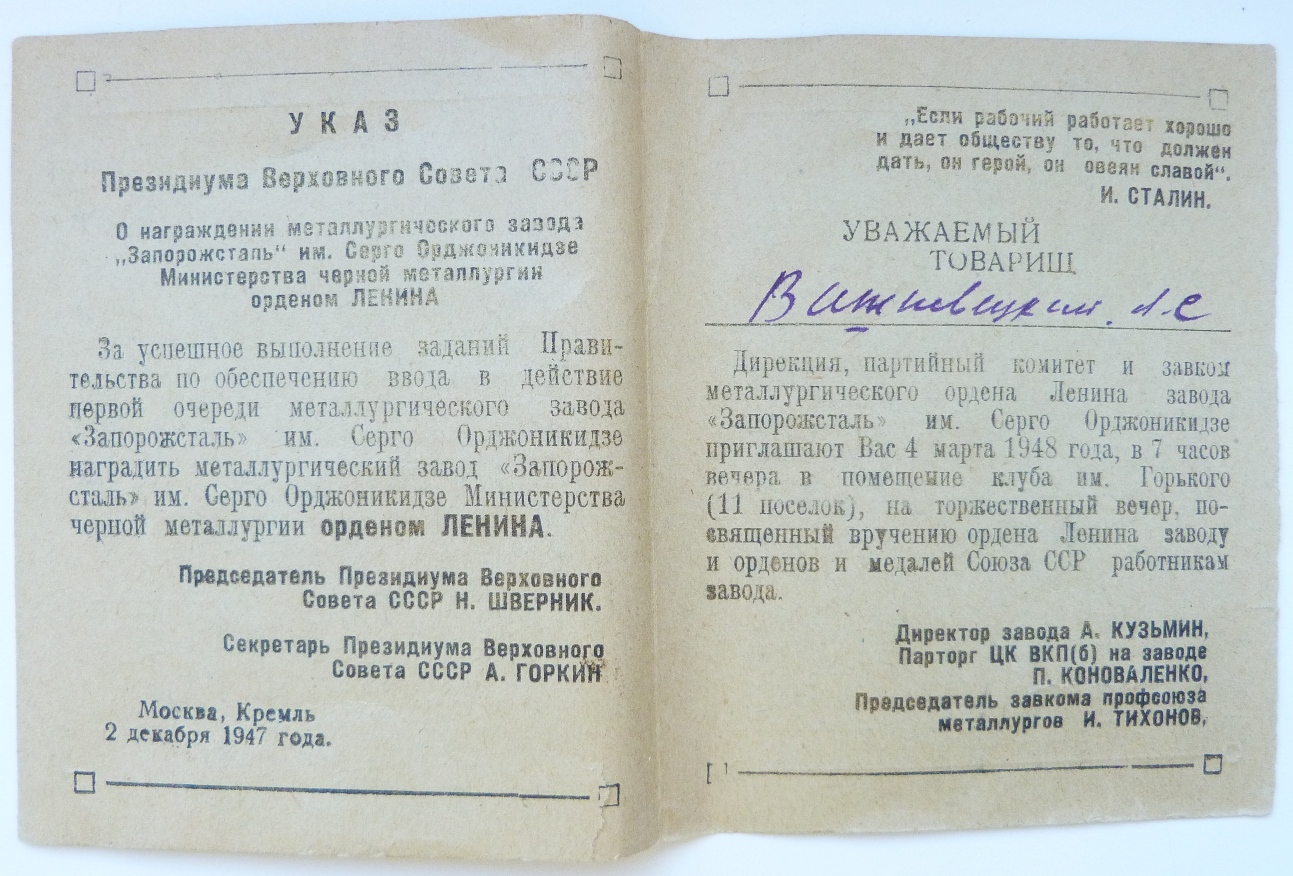 УКАЗ
Президиума Верховного Совета СССР
О награждении металлургического завода
„Запорожсталь“ им. Серго Орджоникидзе
Министерства черной металлургии
орденом ЛЕНИНА
За успешное выполнение заданий Прави-
тельства по обеспечению ввода в действие
первой очереди металлургического завода
«Запорожсталь» им. Серго Орджоникидзе
наградить металлургический завод «Запорож-
сталь» им. Серго Орджоникидзе Министерства
черной металлургии орденом ЛЕНИНА.
Председатель Президиума Верховного
Совета СССР Н. ШВЕРНИК.
Секретарь Президиума Верховного
Совета СССР А. ГОРКИН
Москва, Кремль
2 декабря 1947 года.
„Если рабочий работает хорошо
и дает обществу то, что должен
дать, он герой, он овеян славой“.
И. СТАЛИН.
УВАЖАЕМЫЙ
ТОВАРИЩ
Дирекция, партийный комитет и завком
металлургического ордена Ленина завода
«Запорожсталь» им. Серго Орджоникидзе
приглашают Вас 4 марта 1948 года, в 7 часов
вечера в помещение клуба им. Горького
(11 поселок), на торжественный вечер, по-
священный вручению ордена Ленина заводу
и орденов и медалей Союза ССР работникам
завода.
Директор завода А. КУЗЬМИН,
Парторг ЦК ВКП(б) на заводе
П. КОНОВАЛЕНКО,
Председатель завкома профсоюза
металлургов И. ТИХОНОВ,